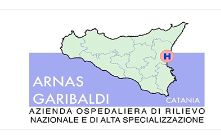 H
ARNAS
GARIBALDI
CATANIA
AZIENDA OSPEDALIERA DI RILIEVO
NAZIONALE E DI ALTA SPECIALIZZAZIONE